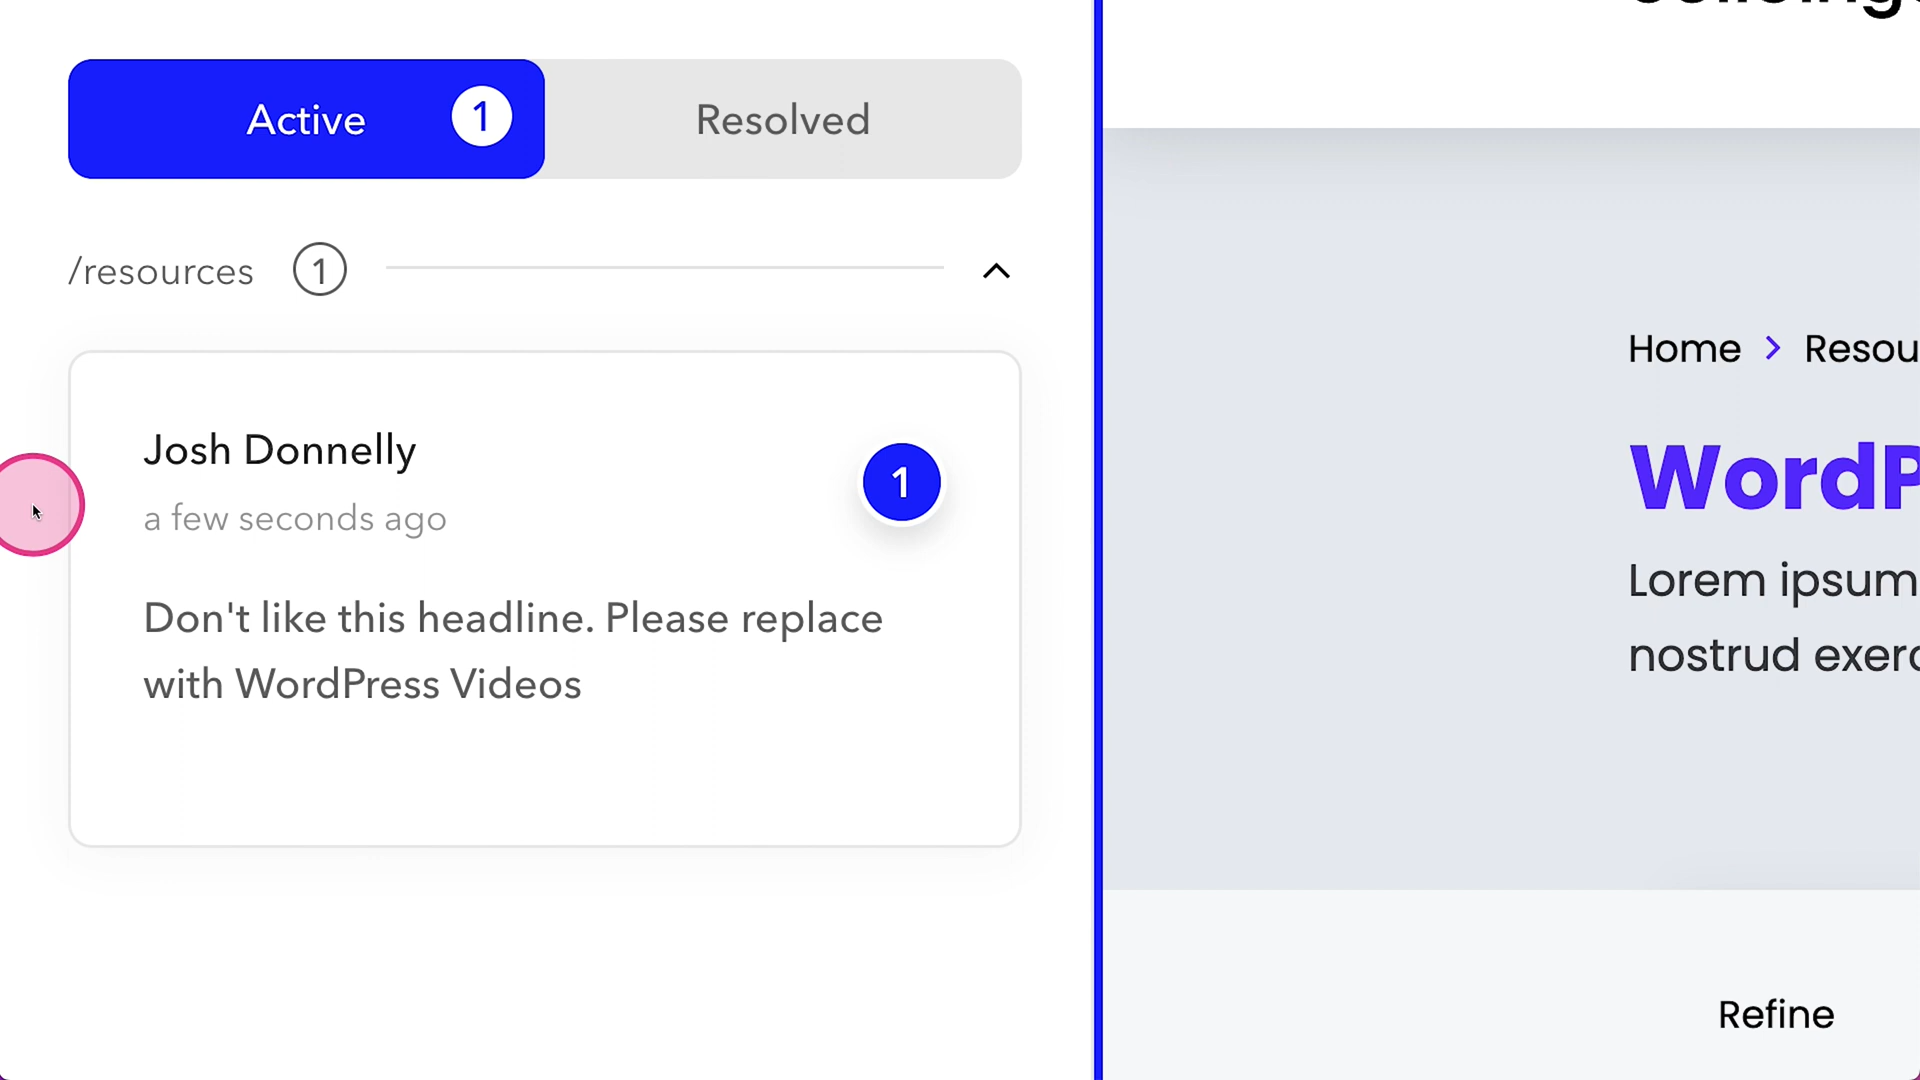 Active 1
Resolved
/resources 1
Josh Donnelly
a few seconds ago
1
Don't like this headline. Please replace
with WordPress Videos
Home > Resou
WordP
Lorem ipsum
nostrud exerc
Refine